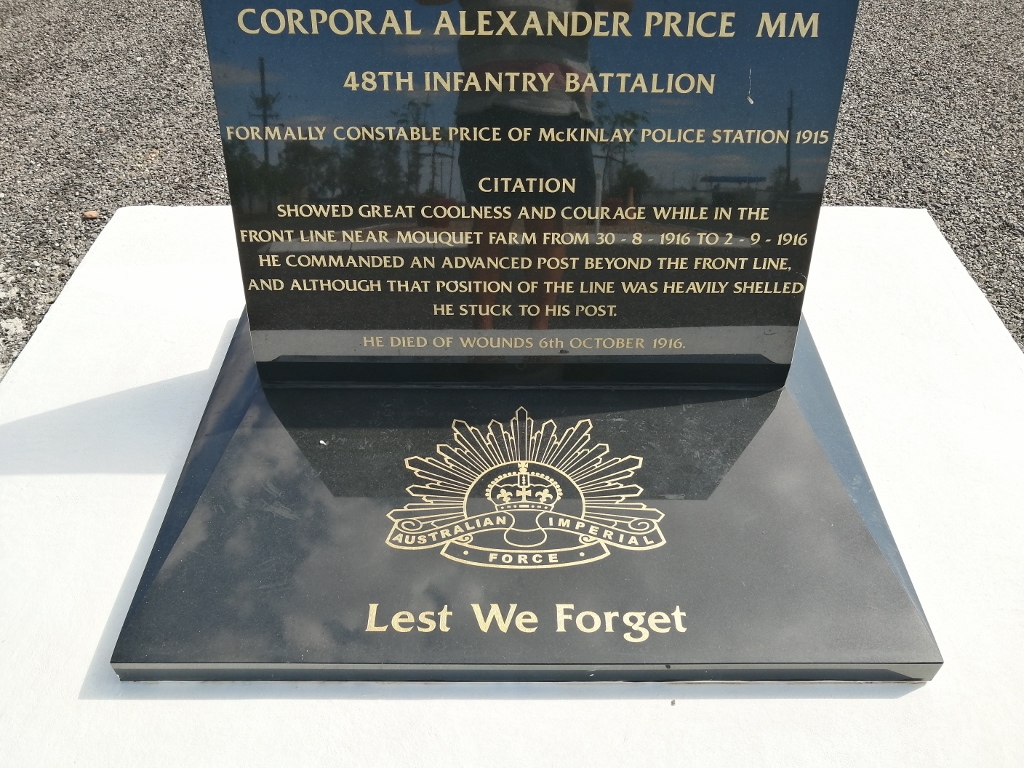 CORPORAL ALEXANDER PRICE MM
48TH INFANTRY BATTALION
FORMALLY CONSTABLE PRICE OF McKINLAY POLICE STATION 1915
CITATION
SHOWED GREAT COOLNESS AND COURAGE WHILE IN THE
FRONT LINE NEAR MOUQUET FARM FROM 30 - 8 - 1916 TO 2 - 9 - 1916
HE COMMANDED AN ADVANCED POST BEYOND THE FRONT LINE,
AND ALTHOUGH THAT POSITION OF THE LINE WAS HEAVILY SHELLED
HE STUCK TO HIS POST.
HE DIED OF WOUNDS 6th OCTOBER 1916.
AUSTRALIAN IMPERIAL
• FORCE •
Lest We Forget